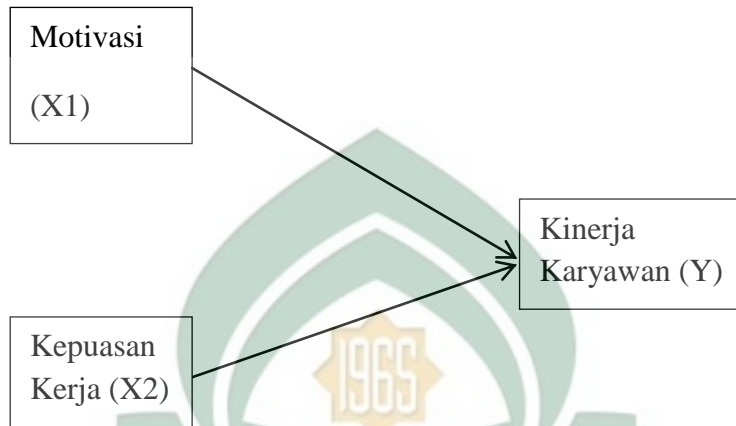 Motivasi
(X1)
Kinerja
Karyawan (Y)
Kepuasan
Kerja (X2)
1965